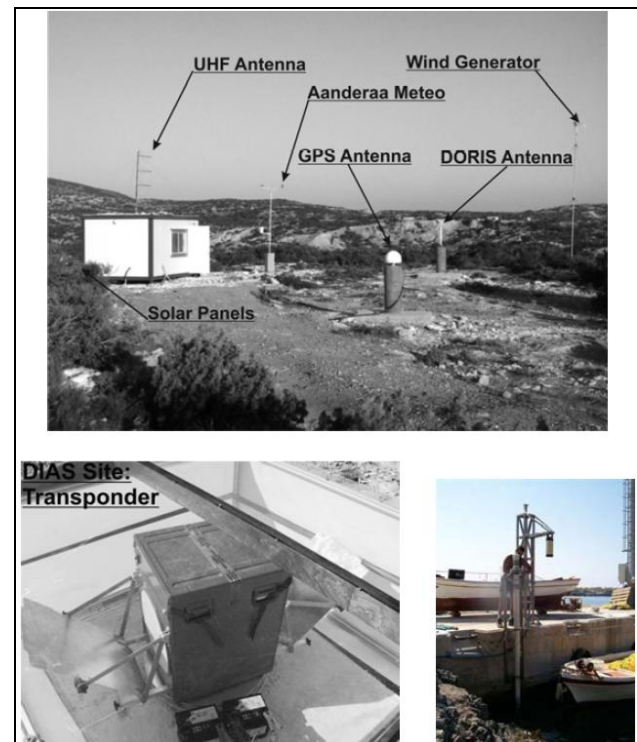 UHF Antenna
Wind Generator
Aanderaa Meteo
GPS Antenna
DORIS Antenna
Solar Panels
DIAS Site:
Transponder